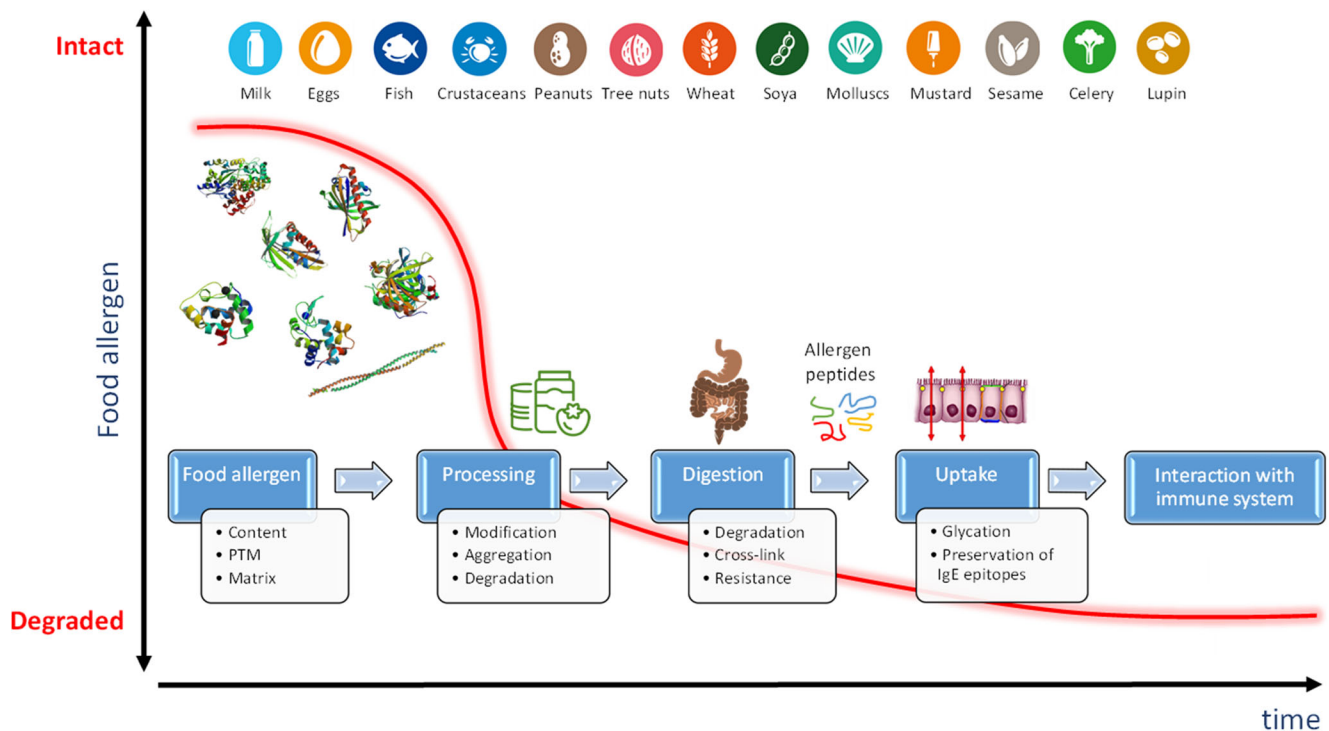 Intact
Milk
Eggs
Fish
Crustaceans
Peanuts
Tree nuts
Wheat
Soya
Molluscs
Mustard
Sesame
Celery
Lupin
Food allergen
Allergen
peptides
Food allergen
• Content
• PTM
• Matrix
Processing
• Modification
• Aggregation
• Degradation
Digestion
• Degradation
• Cross-link
• Resistance
Uptake
• Glycation
• Preservation of
IgE epitopes
Interaction with
immune system
Degraded
time